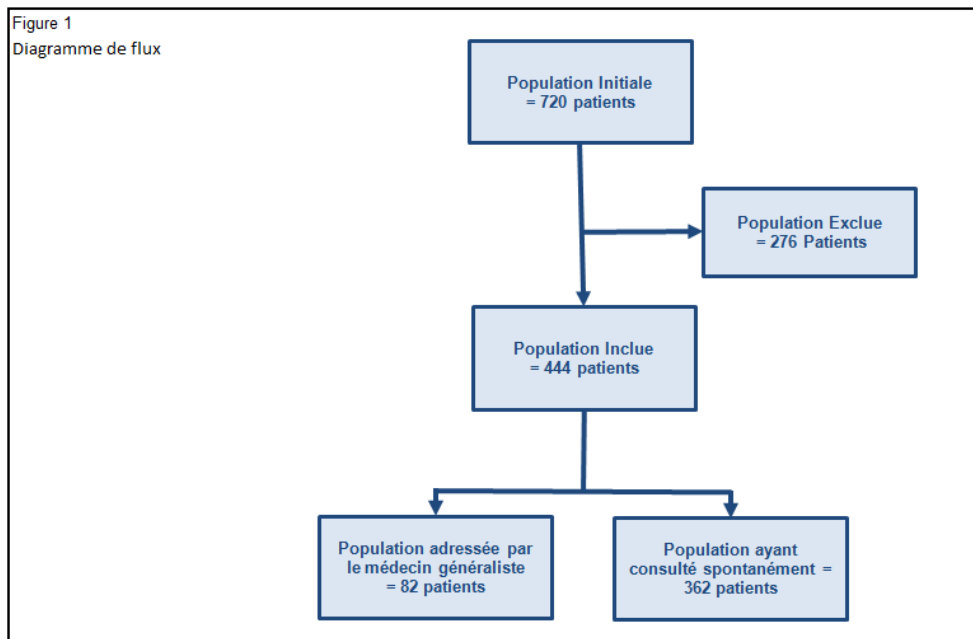 Figure 1
Diagramme de flux
Population Initiale
= 720 patients
Population Exclue
= 276 Patients
Population Inclue
= 444 patients
Population adressée par
le médecin généraliste
= 82 patients
Population ayant
consulté spontanément =
362 patients